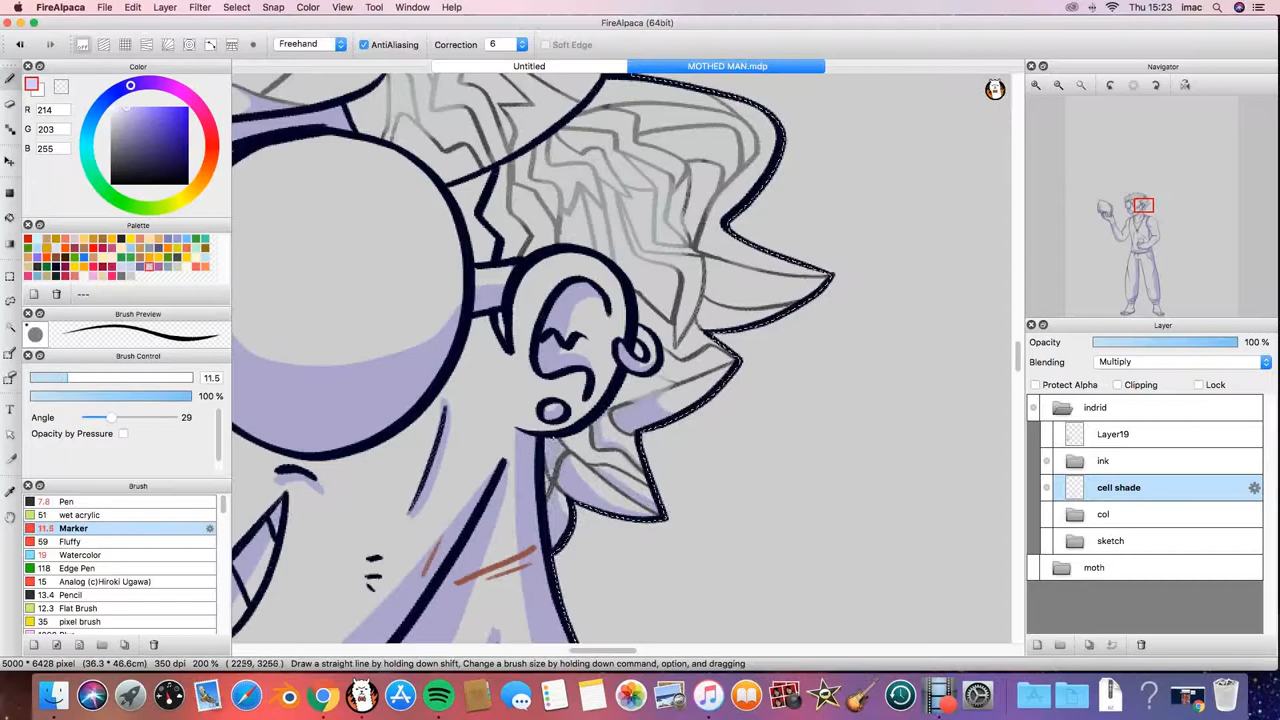 FireAlpaca File Edit Layer Filter Select Snap Color View Tool Window Help Thu 15:23 imac
FireAlpaca (64bit)
off Freehand AntiAliasing Correction 6 Soft Edge
Untitled MOTHED MAN.mdp
Color
R 214
G 203
B 255
Palette
---
Brush Preview
Brush Control
11.5
100 %
Angle 29
Opacity by Pressure
Brush
7.8 Pen
51 wet acrylic
11.5 Marker
59 Fluffy
19 Watercolor
118 Edge Pen
15 Analog (c)Hiroki Ugawa)
13.4 Pencil
12.3 Flat Brush
35 pixel brush
Navigator
Layer
Opacity 100 %
Blending Multiply
Protect Alpha Clipping Lock
indrid
Layer19
ink
cell shade
col
sketch
moth
5000 * 6428 pixel (36.3 * 46.6cm) 350 dpi 200 % ( 2259, 3256 ) Draw a straight line by holding down shift, Change a brush size by holding down command, option, and dragging